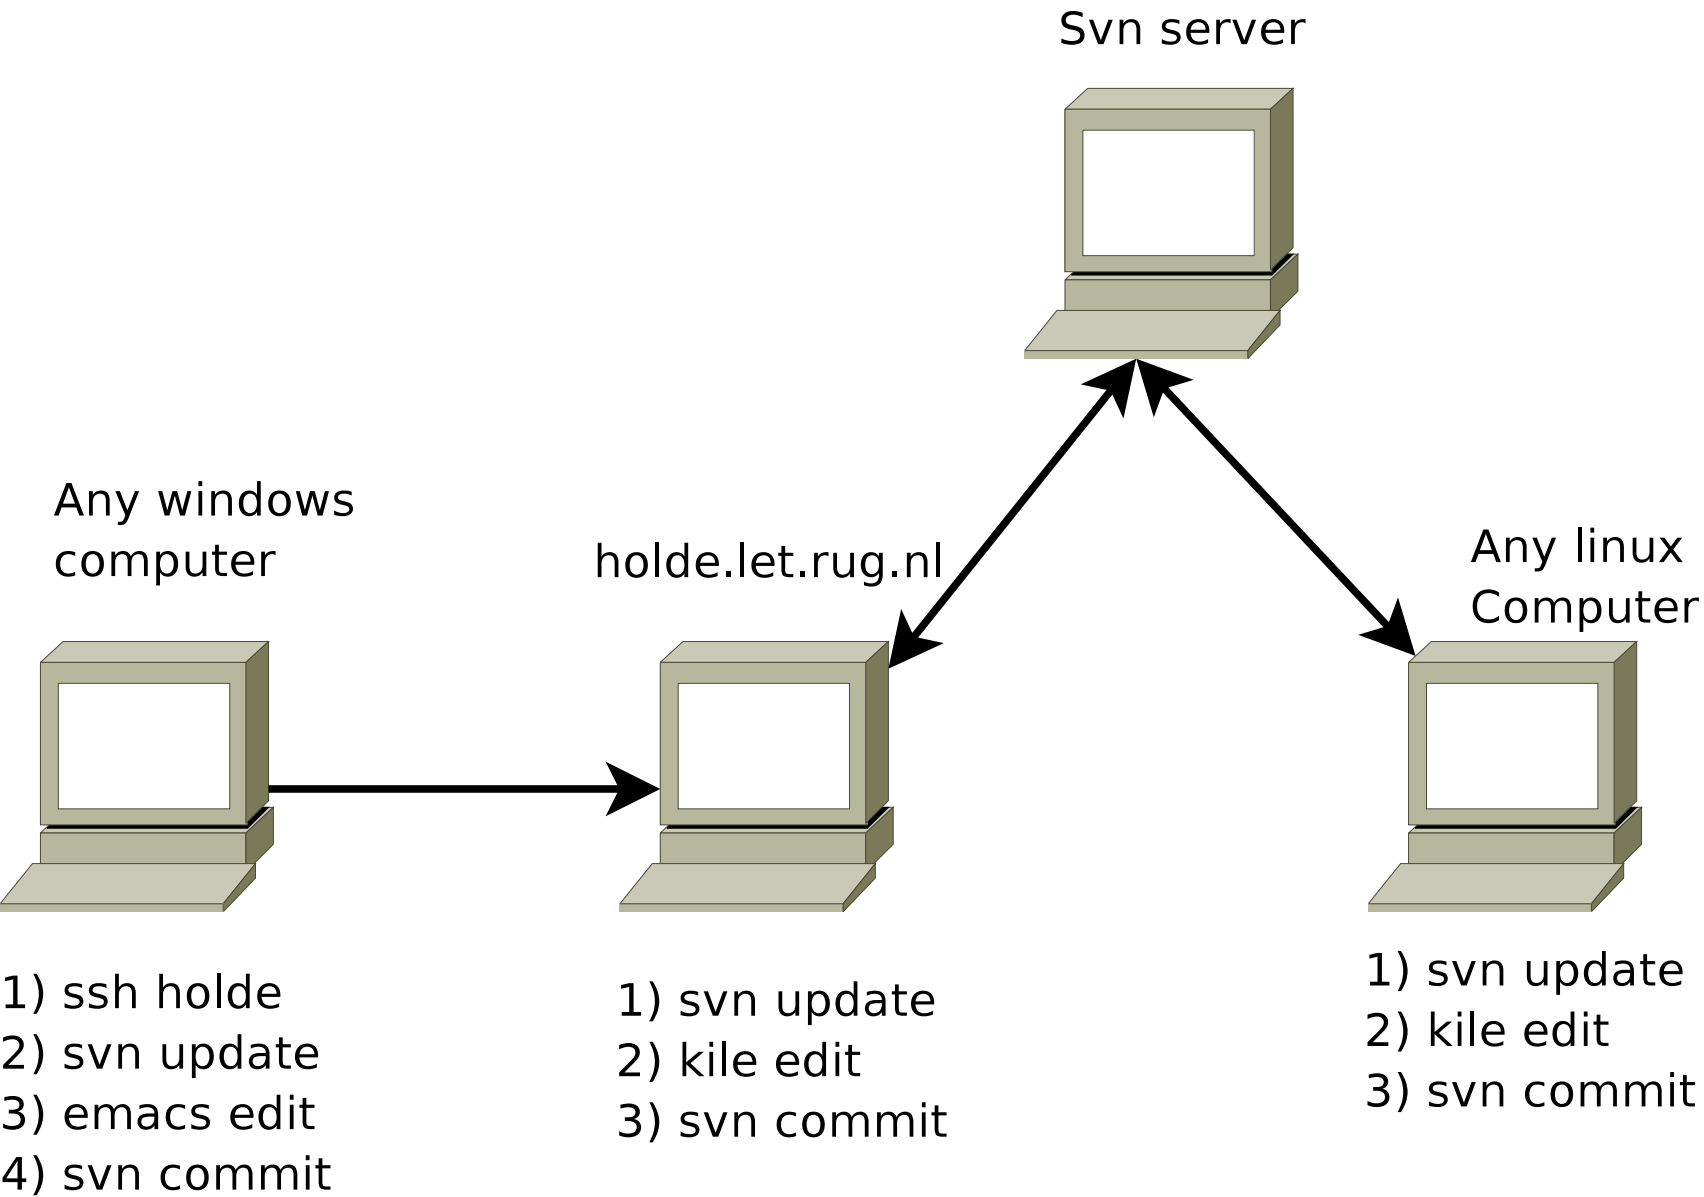 Svn server
Any windows
computer
holde.let.rug.nl
Any linux
Computer
1) ssh holde
2) svn update
3) emacs edit
4) svn commit
1) svn update
2) kile edit
3) svn commit
1) svn update
2) kile edit
3) svn commit